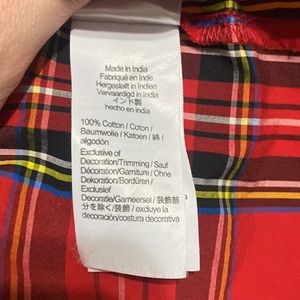 Made in India
Fabriqué en Inde
Hergestellt in Indien
Vervaardigd in India
インド製
hecho en india
100% Cotton / Coton /
Baumwolle / Katoen / 綿 /
algodón
Exclusive of
Decoration/Trimming / Sauf
Décoration/Garniture / Ohne
Dekoration/Bordüren /
Exclusief
Decoratie/Garneersel / 装飾部
分を除く/装飾 / excluye la
decoración/costura decorativa